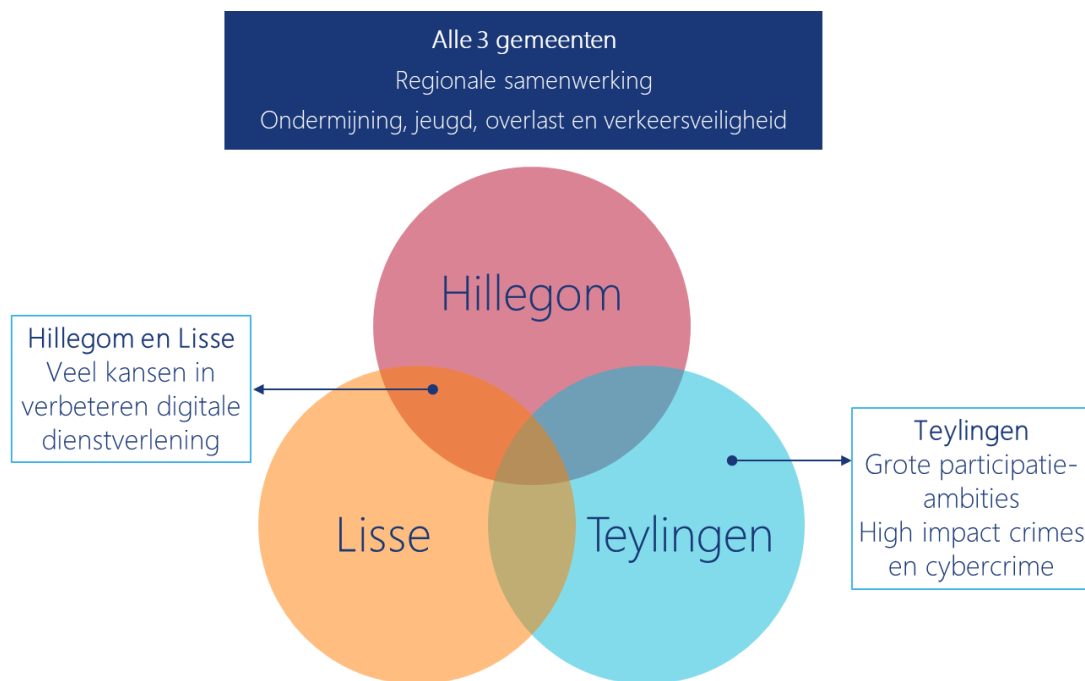 Alle 3 gemeenten
Regionale samenwerking
Ondermijning, jeugd, overlast en verkeersveiligheid
Hillegom
Hillegom en Lisse
Veel kansen in
verbeteren digitale
dienstverlening
Teylingen
Grote participatie-
ambities
High impact crimes
en cybercrime
Lisse
Teylingen